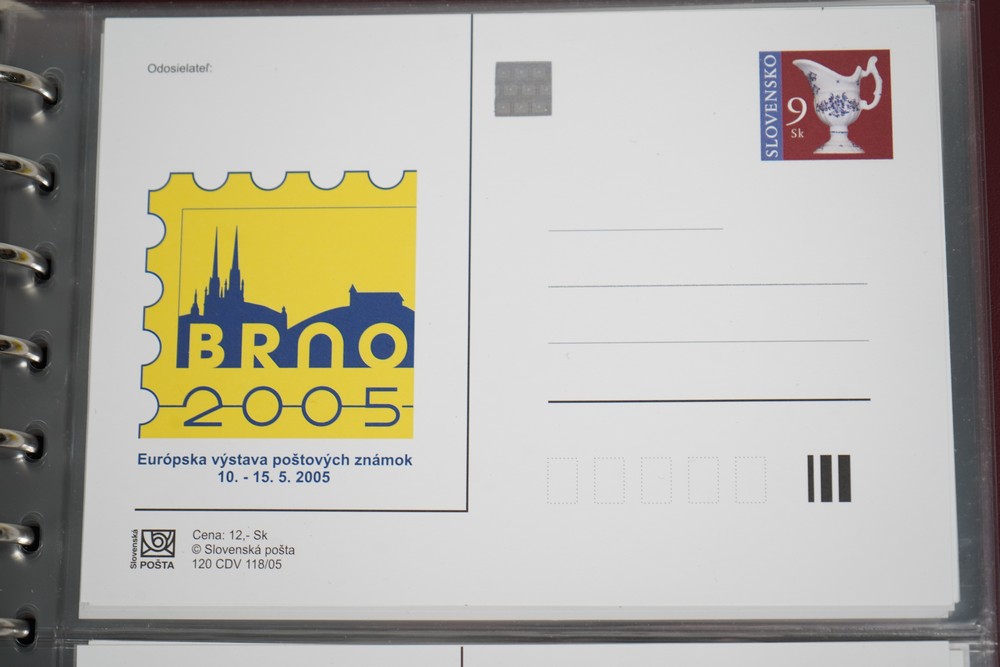 Odosielateľ:
SLOVENSKO
9
Sk
BRNO
2005
Európska výstava poštových známok
10. - 15. 5. 2005
Slovenská
POŠTA
Cena: 12,- Sk
© Slovenská pošta
120 CDV 118/05